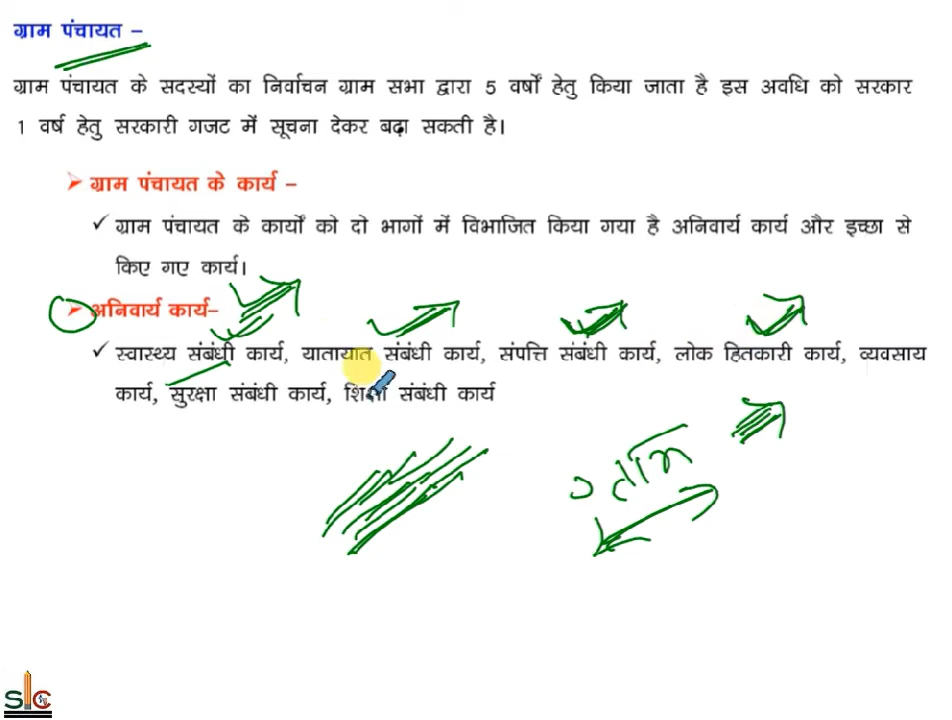 ग्राम पंचायत –
ग्राम पंचायत के सदस्यों का निर्वाचन ग्राम सभा द्वारा 5 वर्षों हेतु किया जाता है इस अवधि को सरकार
1 वर्ष हेतु सरकारी गजट में सूचना देकर बढ़ा सकती है।
➢ ग्राम पंचायत के कार्य –
✓ ग्राम पंचायत के कार्यों को दो भागों में विभाजित किया गया है अनिवार्य कार्य और इच्छा से
किए गए कार्य।
➢ अनिवार्य कार्य–
✓ स्वास्थ्य संबंधी कार्य, यातायात संबंधी कार्य, संपत्ति संबंधी कार्य, लोक हितकारी कार्य, व्यवसाय
कार्य, सुरक्षा संबंधी कार्य, शिक्षा संबंधी कार्य